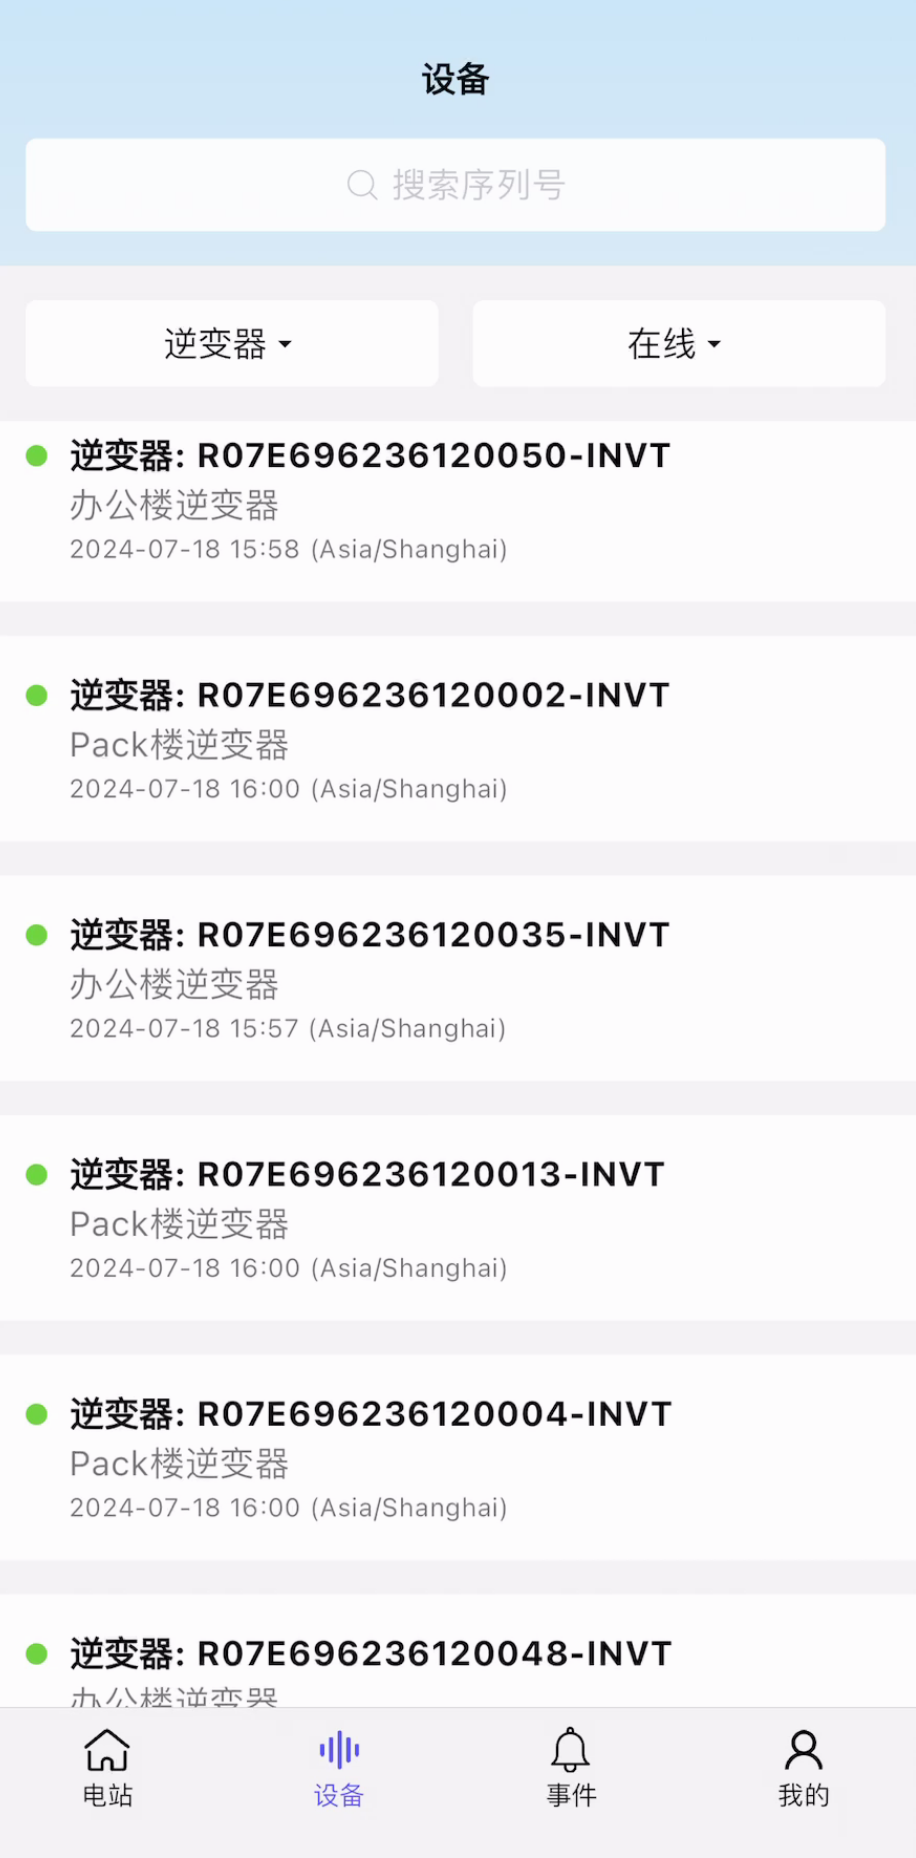 设备
搜索序列号
逆变器 在线
逆变器: R07E696236120050-INVT
办公楼逆变器
2024-07-18 15:58 (Asia/Shanghai)
逆变器: R07E696236120002-INVT
Pack楼逆变器
2024-07-18 16:00 (Asia/Shanghai)
逆变器: R07E696236120035-INVT
办公楼逆变器
2024-07-18 15:57 (Asia/Shanghai)
逆变器: R07E696236120013-INVT
Pack楼逆变器
2024-07-18 16:00 (Asia/Shanghai)
逆变器: R07E696236120004-INVT
Pack楼逆变器
2024-07-18 16:00 (Asia/Shanghai)
逆变器: R07E696236120048-INVT
办公楼逆变器
电站 设备 事件 我的